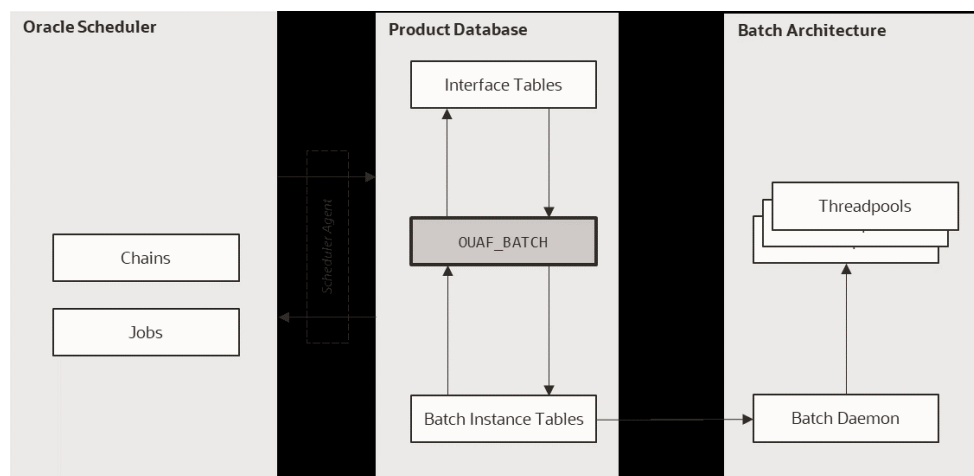 Oracle Scheduler
Product Database
Batch Architecture
Interface Tables
Threadpools
Scheduler Agent
OUAF_BATCH
Chains
Jobs
Batch Instance Tables
Batch Daemon